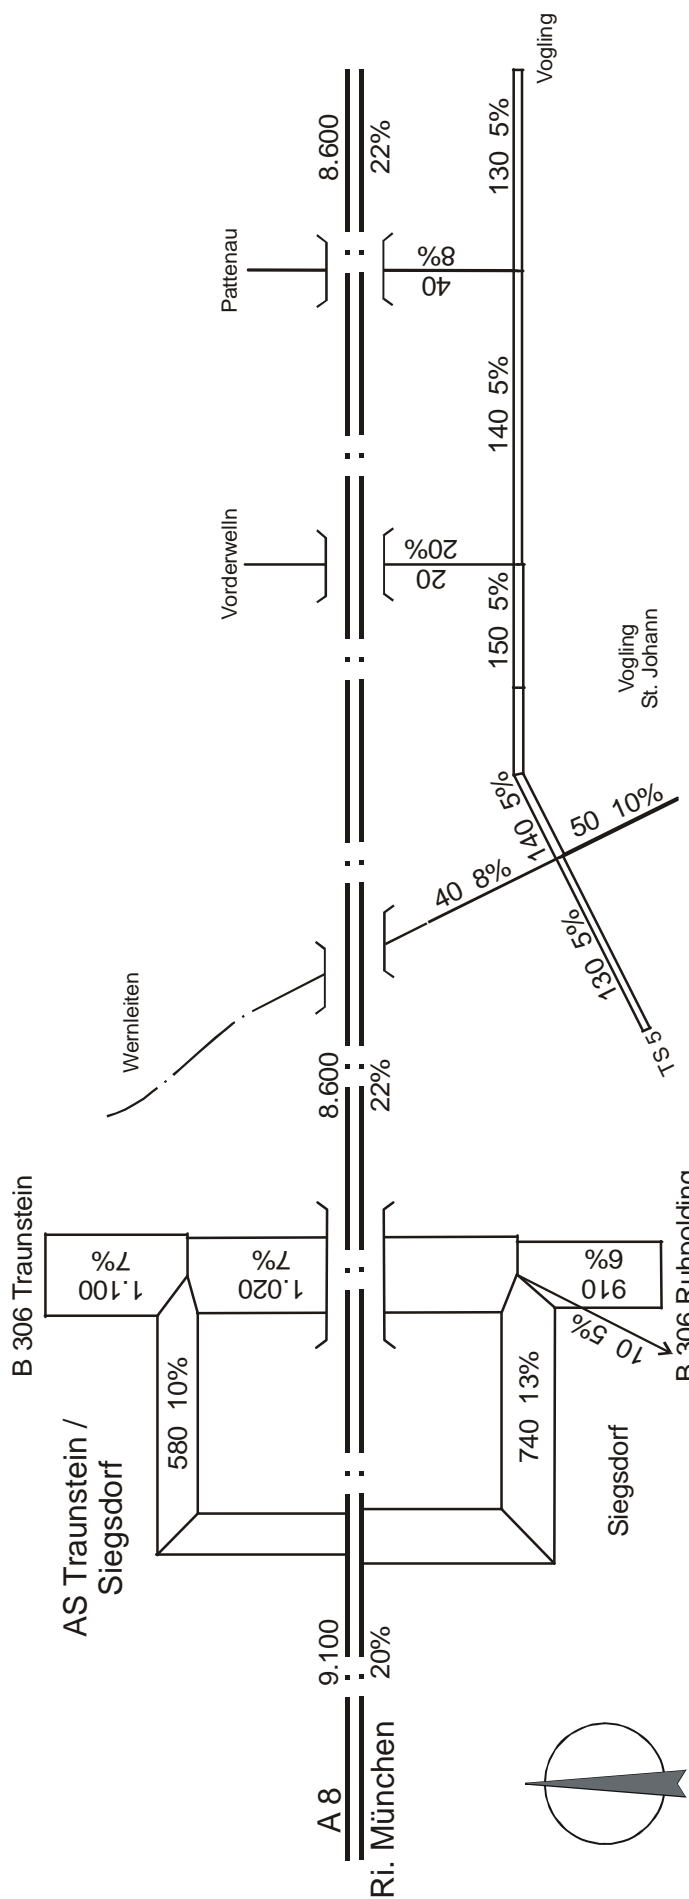 B 306 Traunstein
AS Traunstein /
Siegsdorf
1.100
7%
580 10%
1.020
7%
A 8
Ri. München
9.100
20%
8.600
22%
740 13%
910
6%
10 5%
Siegsdorf
B 306 Ruhpolding
Wernleiten
40 8%
140 5%
50 10%
130 5%
TS 5
Vorderwelln
20
20%
150 5%
Vogling
St. Johann
140 5%
Pattenau
40
8%
8.600
22%
130 5%
Vogling